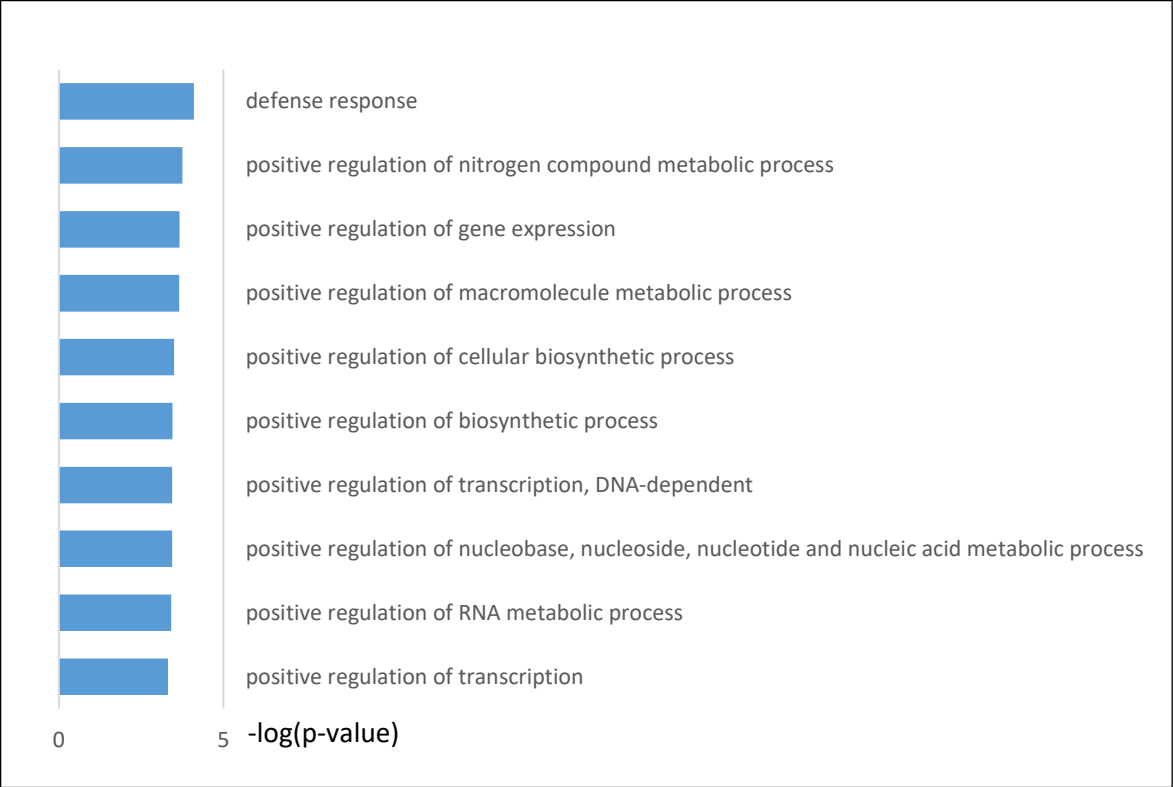 defense response
positive regulation of nitrogen compound metabolic process
positive regulation of gene expression
positive regulation of macromolecule metabolic process
positive regulation of cellular biosynthetic process
positive regulation of biosynthetic process
positive regulation of transcription, DNA-dependent
positive regulation of nucleobase, nucleoside, nucleotide and nucleic acid metabolic process
positive regulation of RNA metabolic process
positive regulation of transcription
0 5 -log(p-value)